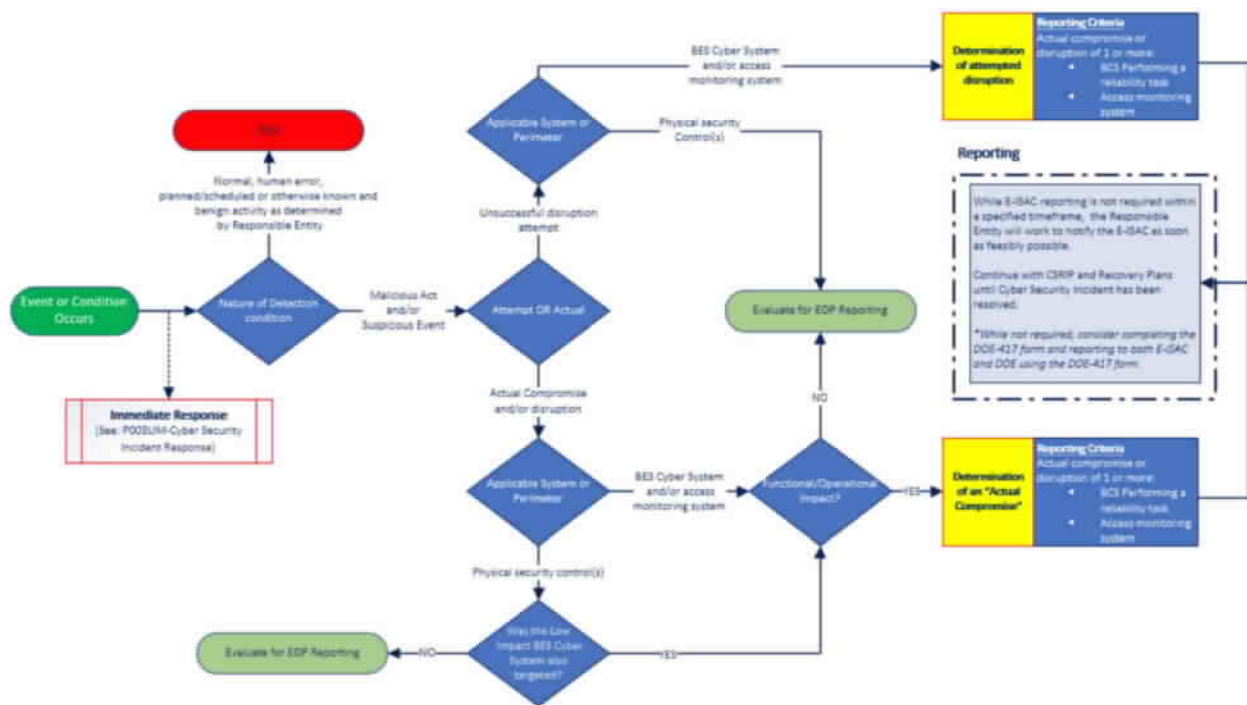 BES Cyber System
and/or access
monitoring system
Determination
of attempted
disruption
Reporting Criteria
Actual compromise or
disruption of 1 or more:
• BCS Performing a
reliability task
• Access monitoring
system
Applicable System or
Perimeter
Physical security
Control(s)
Normal, human error,
planned/scheduled or otherwise known and
benign activity as determined
by Responsible Entity
Unsuccessful disruption
attempt
Reporting
While E-ISAC reporting is not required within
a specified timeframe, the Responsible
Entity will work to notify the E-ISAC as soon
as feasibly possible.
Continue with CSRIP and Recovery Plans
until Cyber Security Incident has been
resolved.
*While not required, consider completing the
DOE-417 form and reporting to both E-ISAC
and DOE using the DOE-417 form.
Event or Condition
Occurs
Nature of Detection
condition
Malicious Act
and/or
Suspicious Event
Attempt OR Actual
Evaluate for EOP Reporting
Immediate Response
(See: Cyber Security
Incident Response)
Actual Compromise
and/or disruption
NO
Applicable System or
Perimeter
BES Cyber System
and/or access
monitoring system
Functional/Operational
Impact?
YES
Determination
of an "Actual
Compromise"
Reporting Criteria
Actual compromise or
disruption of 1 or more:
• BCS Performing a
reliability task
• Access monitoring
system
Physical security control(s)
Evaluate for EOP Reporting
NO
Was the Low
Impact BES Cyber
System also
targeted?
YES